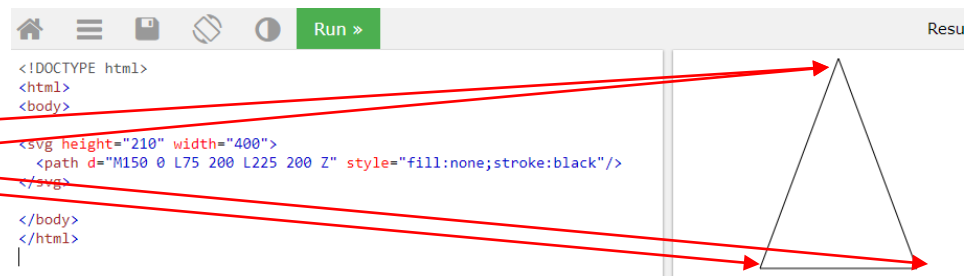 Run »
Resu
<!DOCTYPE html>
<html>
<body>
<svg height="210" width="400">
<path d="M150 0 L75 200 L225 200 Z" style="fill:none;stroke:black"/>
</svg>
</body>
</html>